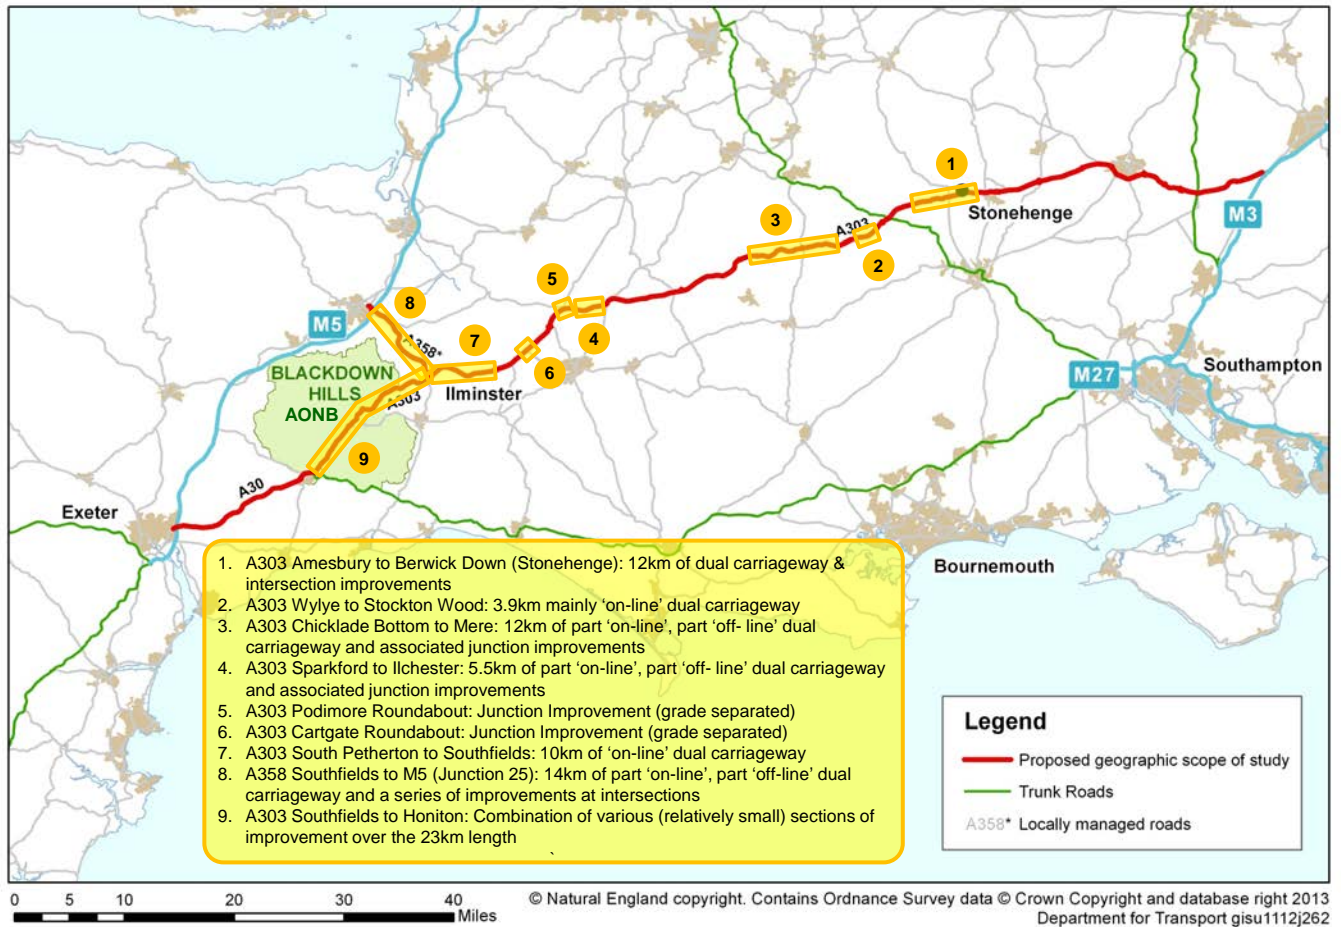 1
Stonehenge
M3
3
A303
2
5
4
8
M5
A358*
7
6
BLACKDOWN
HILLS
AONB
A303
Ilminster
9
Southampton
M27
A30
Exeter
Bournemouth
1. A303 Amesbury to Berwick Down (Stonehenge): 12km of dual carriageway &
intersection improvements
2. A303 Wylye to Stockton Wood: 3.9km mainly ‘on-line’ dual carriageway
3. A303 Chicklade Bottom to Mere: 12km of part ‘on-line’, part ‘off- line’ dual
carriageway and associated junction improvements
4. A303 Sparkford to Ilchester: 5.5km of part ‘on-line’, part ‘off- line’ dual carriageway
and associated junction improvements
5. A303 Podimore Roundabout: Junction Improvement (grade separated)
6. A303 Cartgate Roundabout: Junction Improvement (grade separated)
7. A303 South Petherton to Southfields: 10km of ‘on-line’ dual carriageway
8. A358 Southfields to M5 (Junction 25): 14km of part ‘on-line’, part ‘off-line’ dual
carriageway and a series of improvements at intersections
9. A303 Southfields to Honiton: Combination of various (relatively small) sections of
improvement over the 23km length
`
Legend
Proposed geographic scope of study
Trunk Roads
A358* Locally managed roads
0 5 10 20 30 40
Miles
© Natural England copyright. Contains Ordnance Survey data © Crown Copyright and database right 2013
Department for Transport gisu1112j262